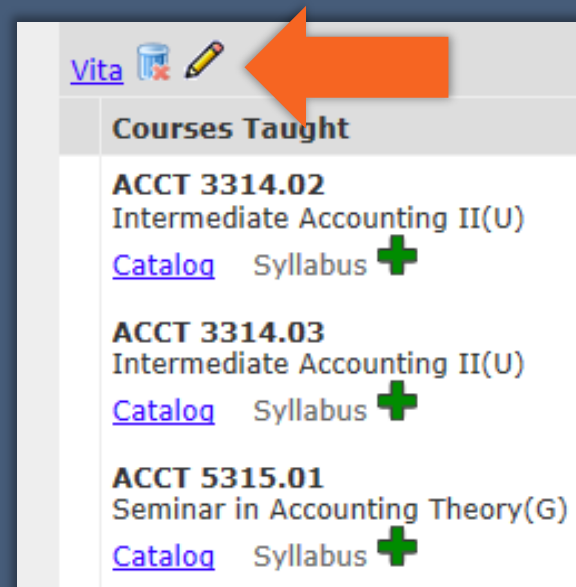 Vita
Courses Taught
ACCT 3314.02
Intermediate Accounting II(U)
Catalog Syllabus
ACCT 3314.03
Intermediate Accounting II(U)
Catalog Syllabus
ACCT 5315.01
Seminar in Accounting Theory(G)
Catalog Syllabus